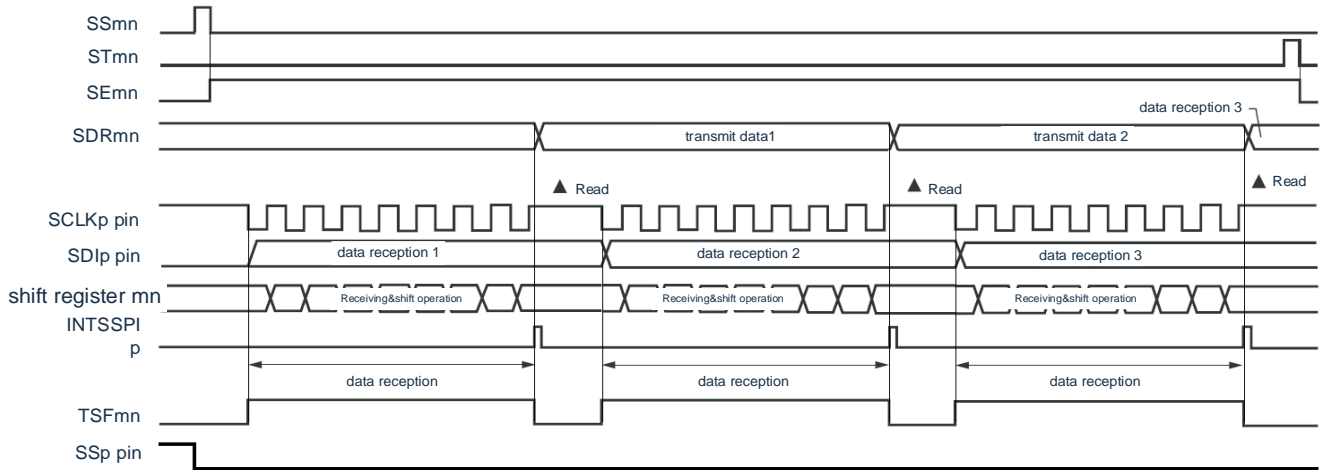 SSmn
STmn
SEmn
data reception 3
SDRmn
transmit data1
transmit data 2
Read
Read
Read
SCLKp pin
SDIp pin
data reception 1
data reception 2
data reception 3
shift register mn
Receiving&shift operation
Receiving&shift operation
Receiving&shift operation
INTSSPI
p
data reception
data reception
data reception
TSFmn
SSp pin